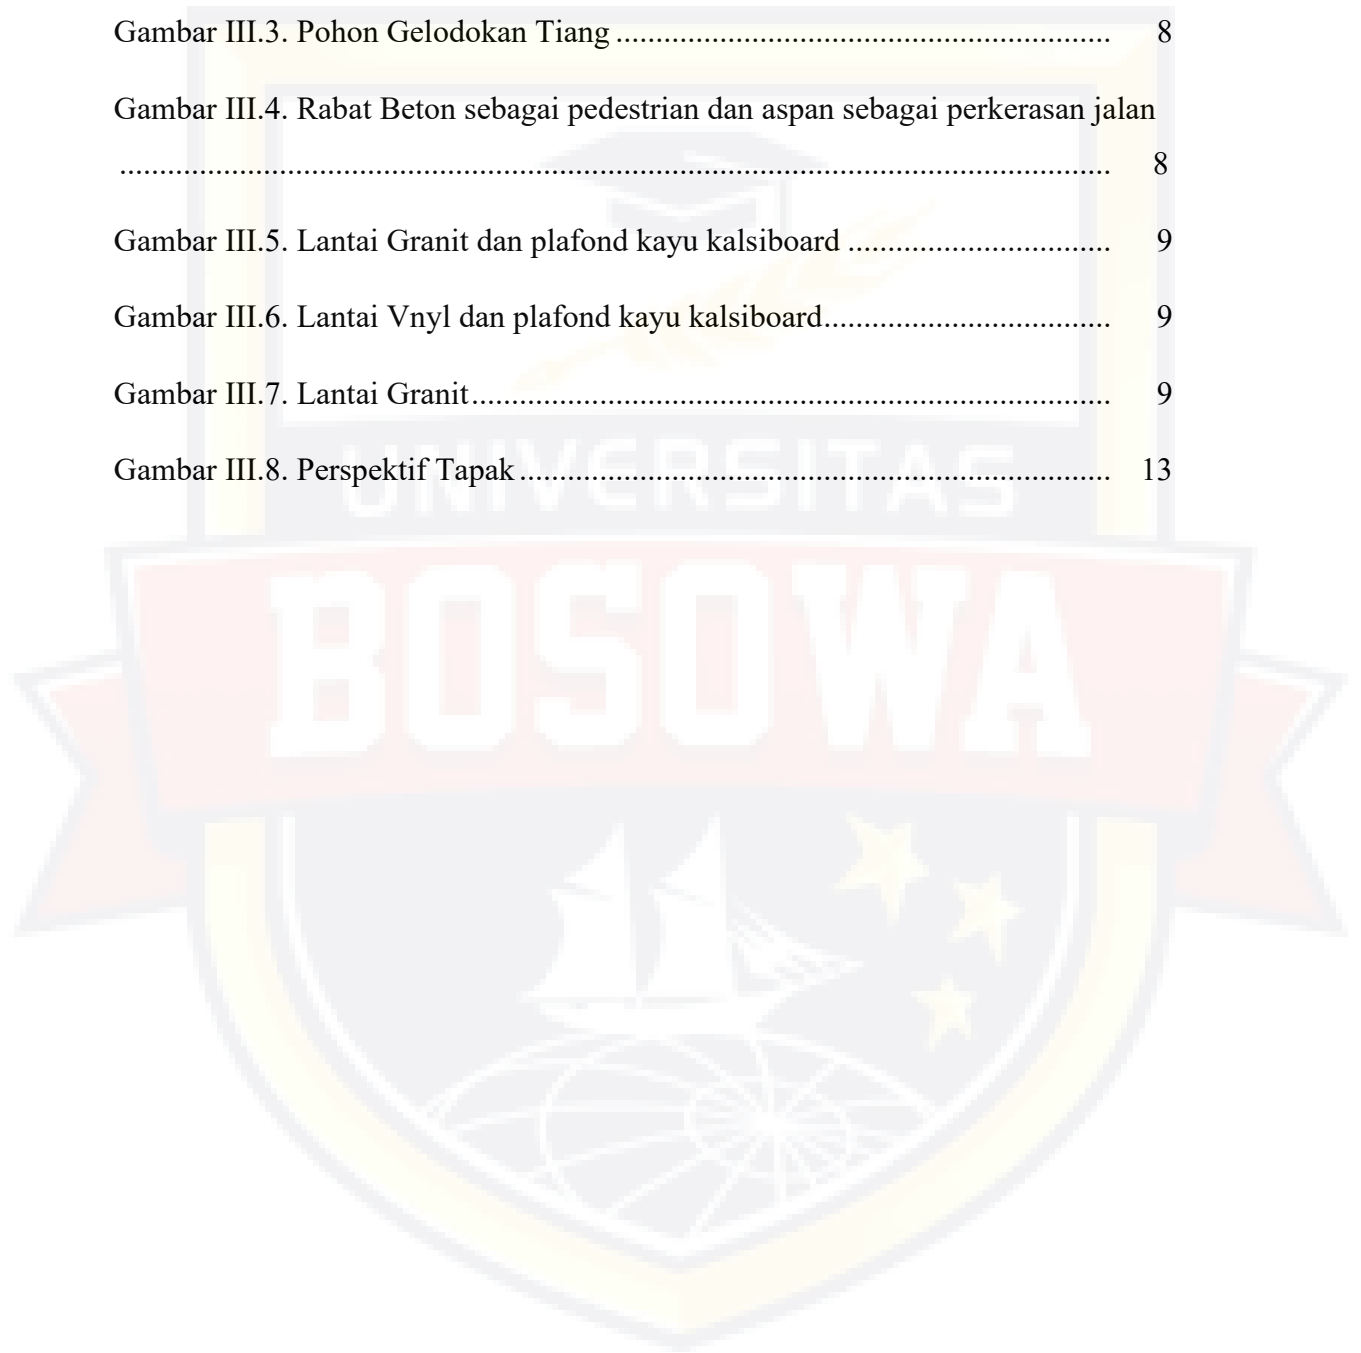 Gambar III.3. Pohon Gelodokan Tiang .............................................................. 8
Gambar III.4. Rabat Beton sebagai pedestrian dan aspan sebagai perkerasan jalan
............................................................................................................................ 8
Gambar III.5. Lantai Granit dan plafond kayu kalsiboard ................................. 9
Gambar III.6. Lantai Vnyl dan plafond kayu kalsiboard.................................... 9
Gambar III.7. Lantai Granit................................................................................ 9
Gambar III.8. Perspektif Tapak .......................................................................... 13
UNIVERSITAS
BOSOWA